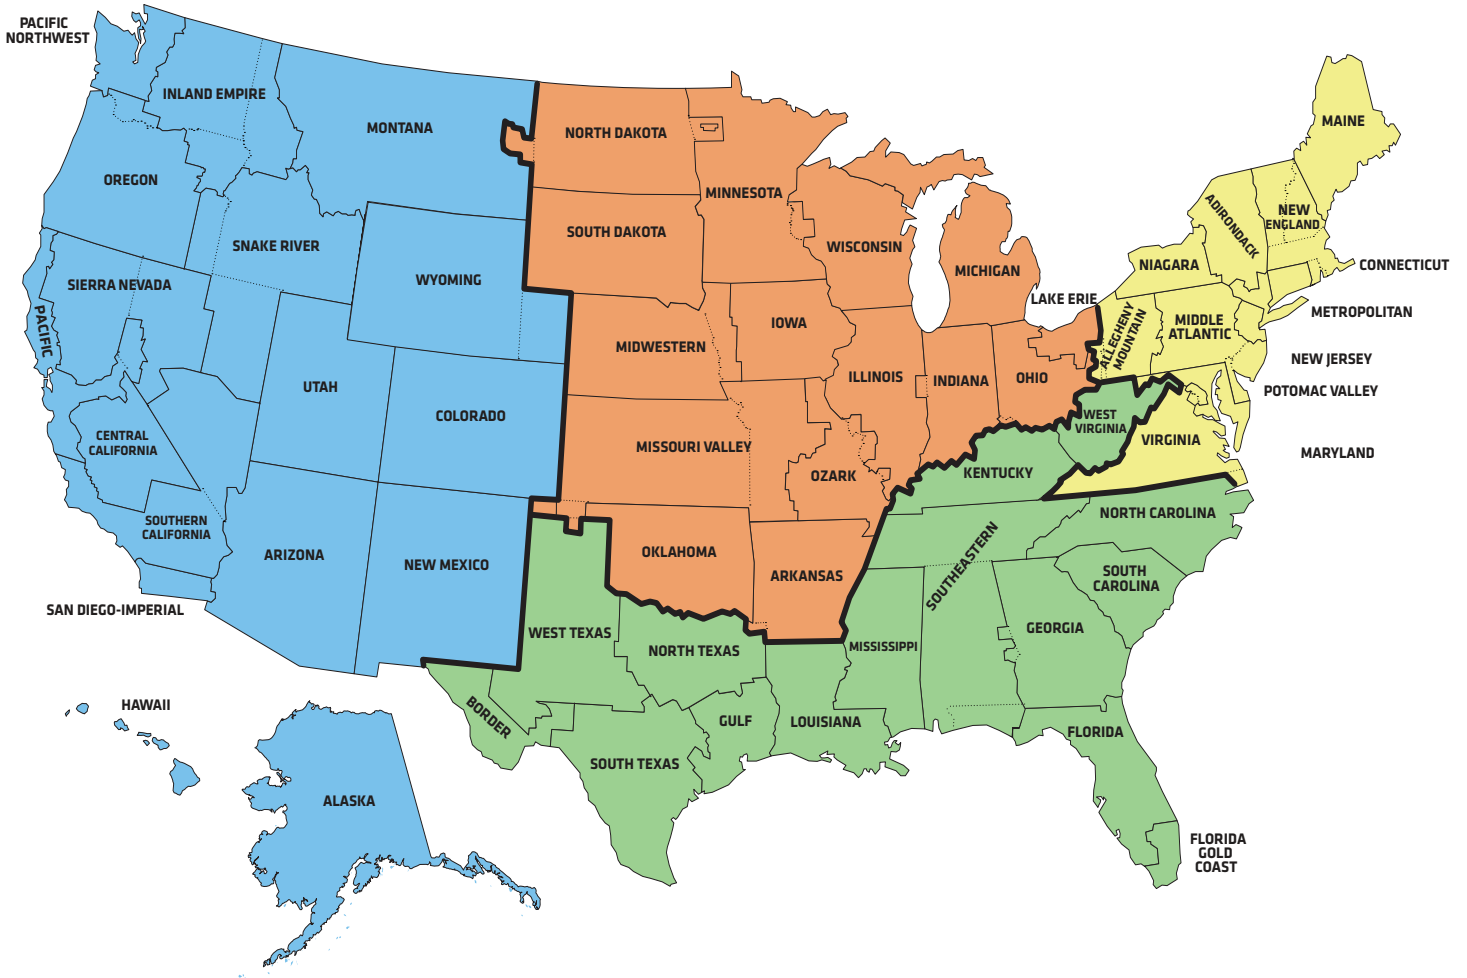 PACIFIC
NORTHWEST
INLAND EMPIRE
MONTANA
OREGON
SNAKE RIVER
WYOMING
SIERRA NEVADA
PACIFIC
UTAH
COLORADO
CENTRAL
CALIFORNIA
SOUTHERN
CALIFORNIA
ARIZONA
NEW MEXICO
SAN DIEGO-IMPERIAL
HAWAII
ALASKA
NORTH DAKOTA
MINNESOTA
SOUTH DAKOTA
WISCONSIN
MICHIGAN
LAKE ERIE
IOWA
MIDWESTERN
ILLINOIS
INDIANA
OHIO
MISSOURI VALLEY
OZARK
OKLAHOMA
ARKANSAS
WEST TEXAS
NORTH TEXAS
BORDER
GULF
SOUTH TEXAS
LOUISIANA
MISSISSIPPI
SOUTHEASTERN
KENTUCKY
WEST
VIRGINIA
NORTH CAROLINA
SOUTH
CAROLINA
GEORGIA
FLORIDA
FLORIDA
GOLD
COAST
MAINE
NEW
ENGLAND
ADIRONDACK
NIAGARA
CONNECTICUT
METROPOLITAN
ALLEGHENY
MOUNTAIN
MIDDLE
ATLANTIC
NEW JERSEY
POTOMAC VALLEY
VIRGINIA
MARYLAND